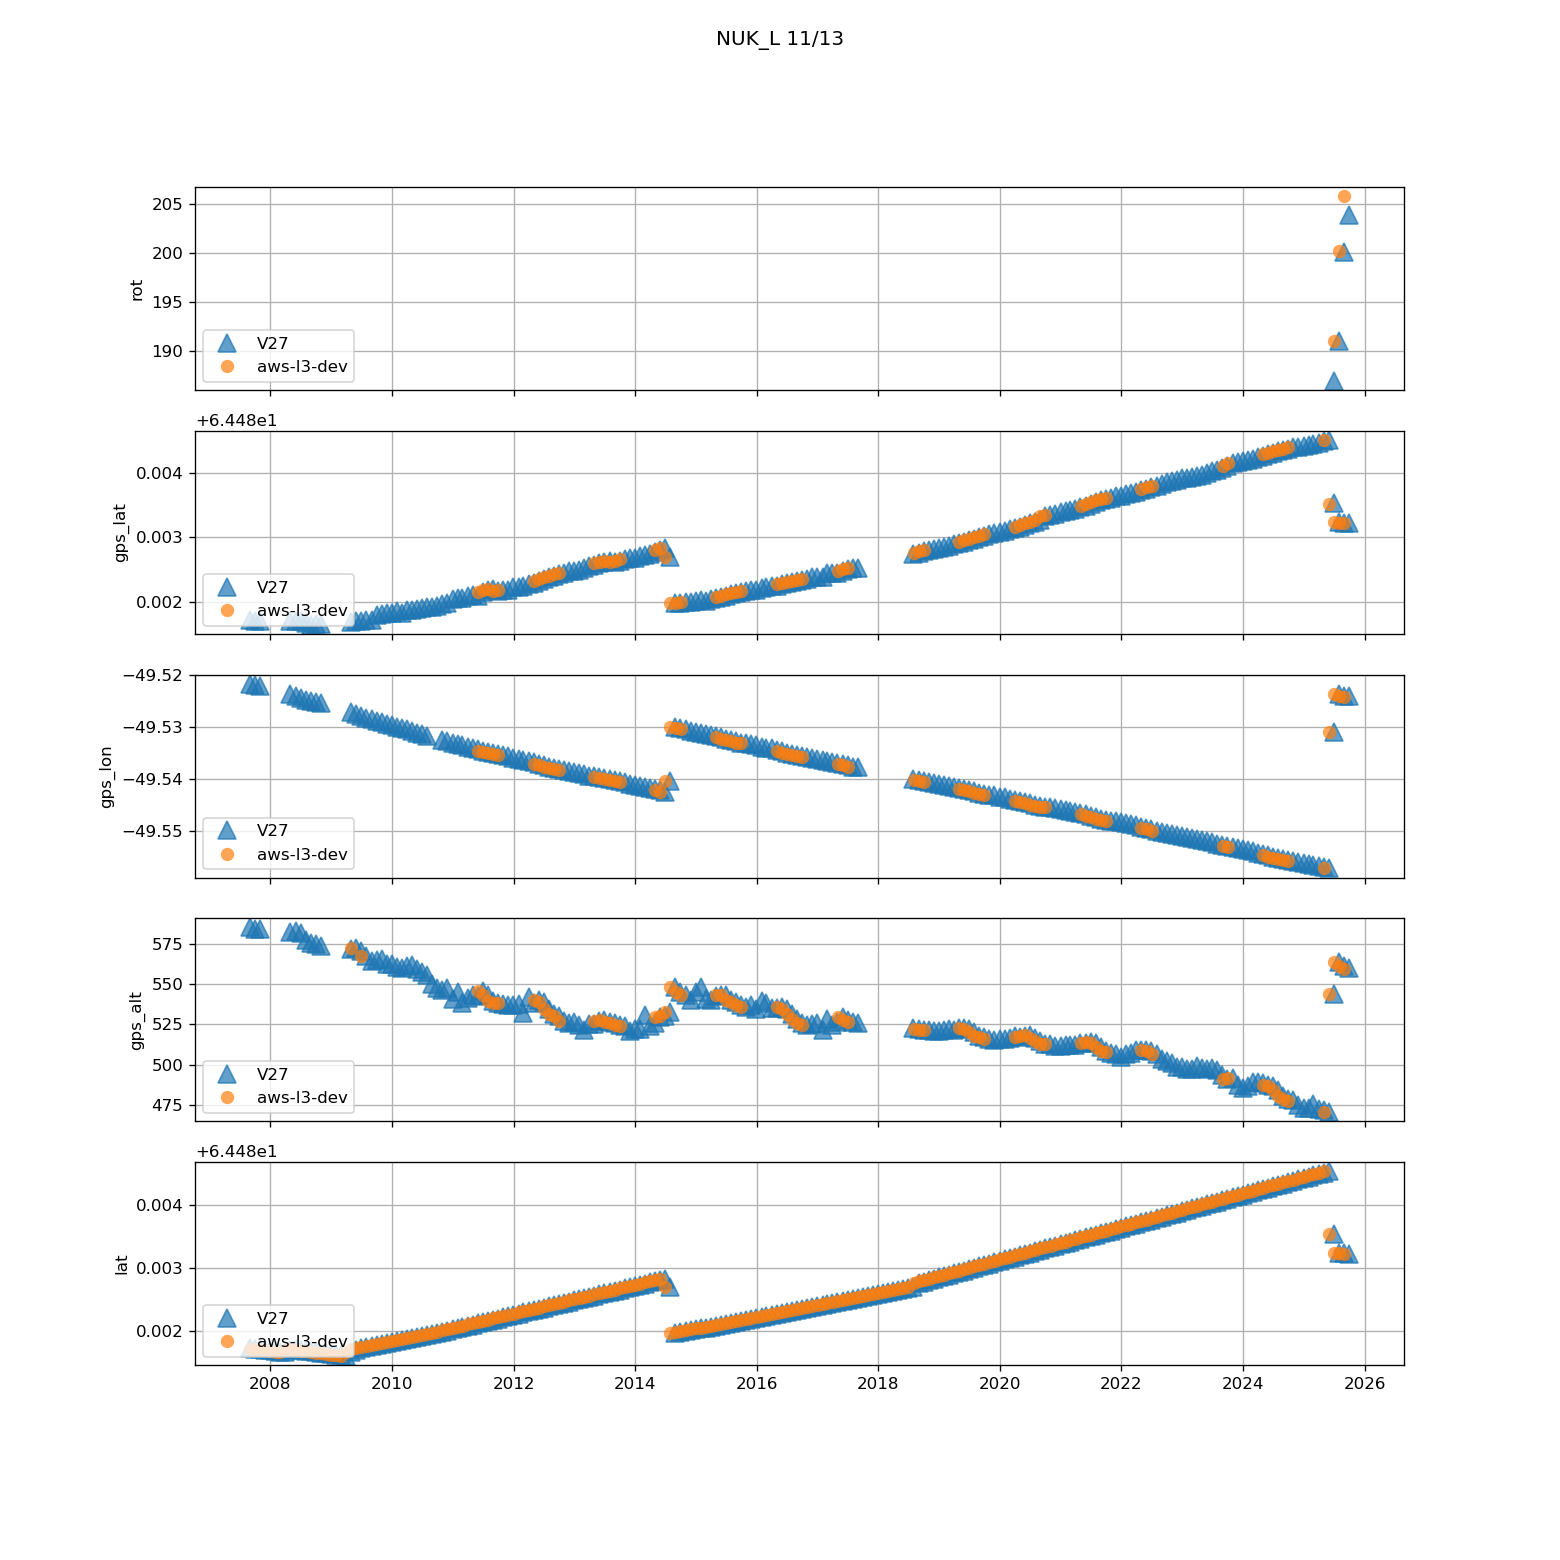 NUK_L 11/13
205
200
195
190
rot
V27
aws-l3-dev
+6.448e1
0.004
0.003
0.002
gps_lat
V27
aws-l3-dev
−49.52
−49.53
−49.54
−49.55
gps_lon
V27
aws-l3-dev
575
550
525
500
475
gps_alt
V27
aws-l3-dev
+6.448e1
0.004
0.003
0.002
lat
V27
aws-l3-dev
2008 2010 2012 2014 2016 2018 2020 2022 2024 2026